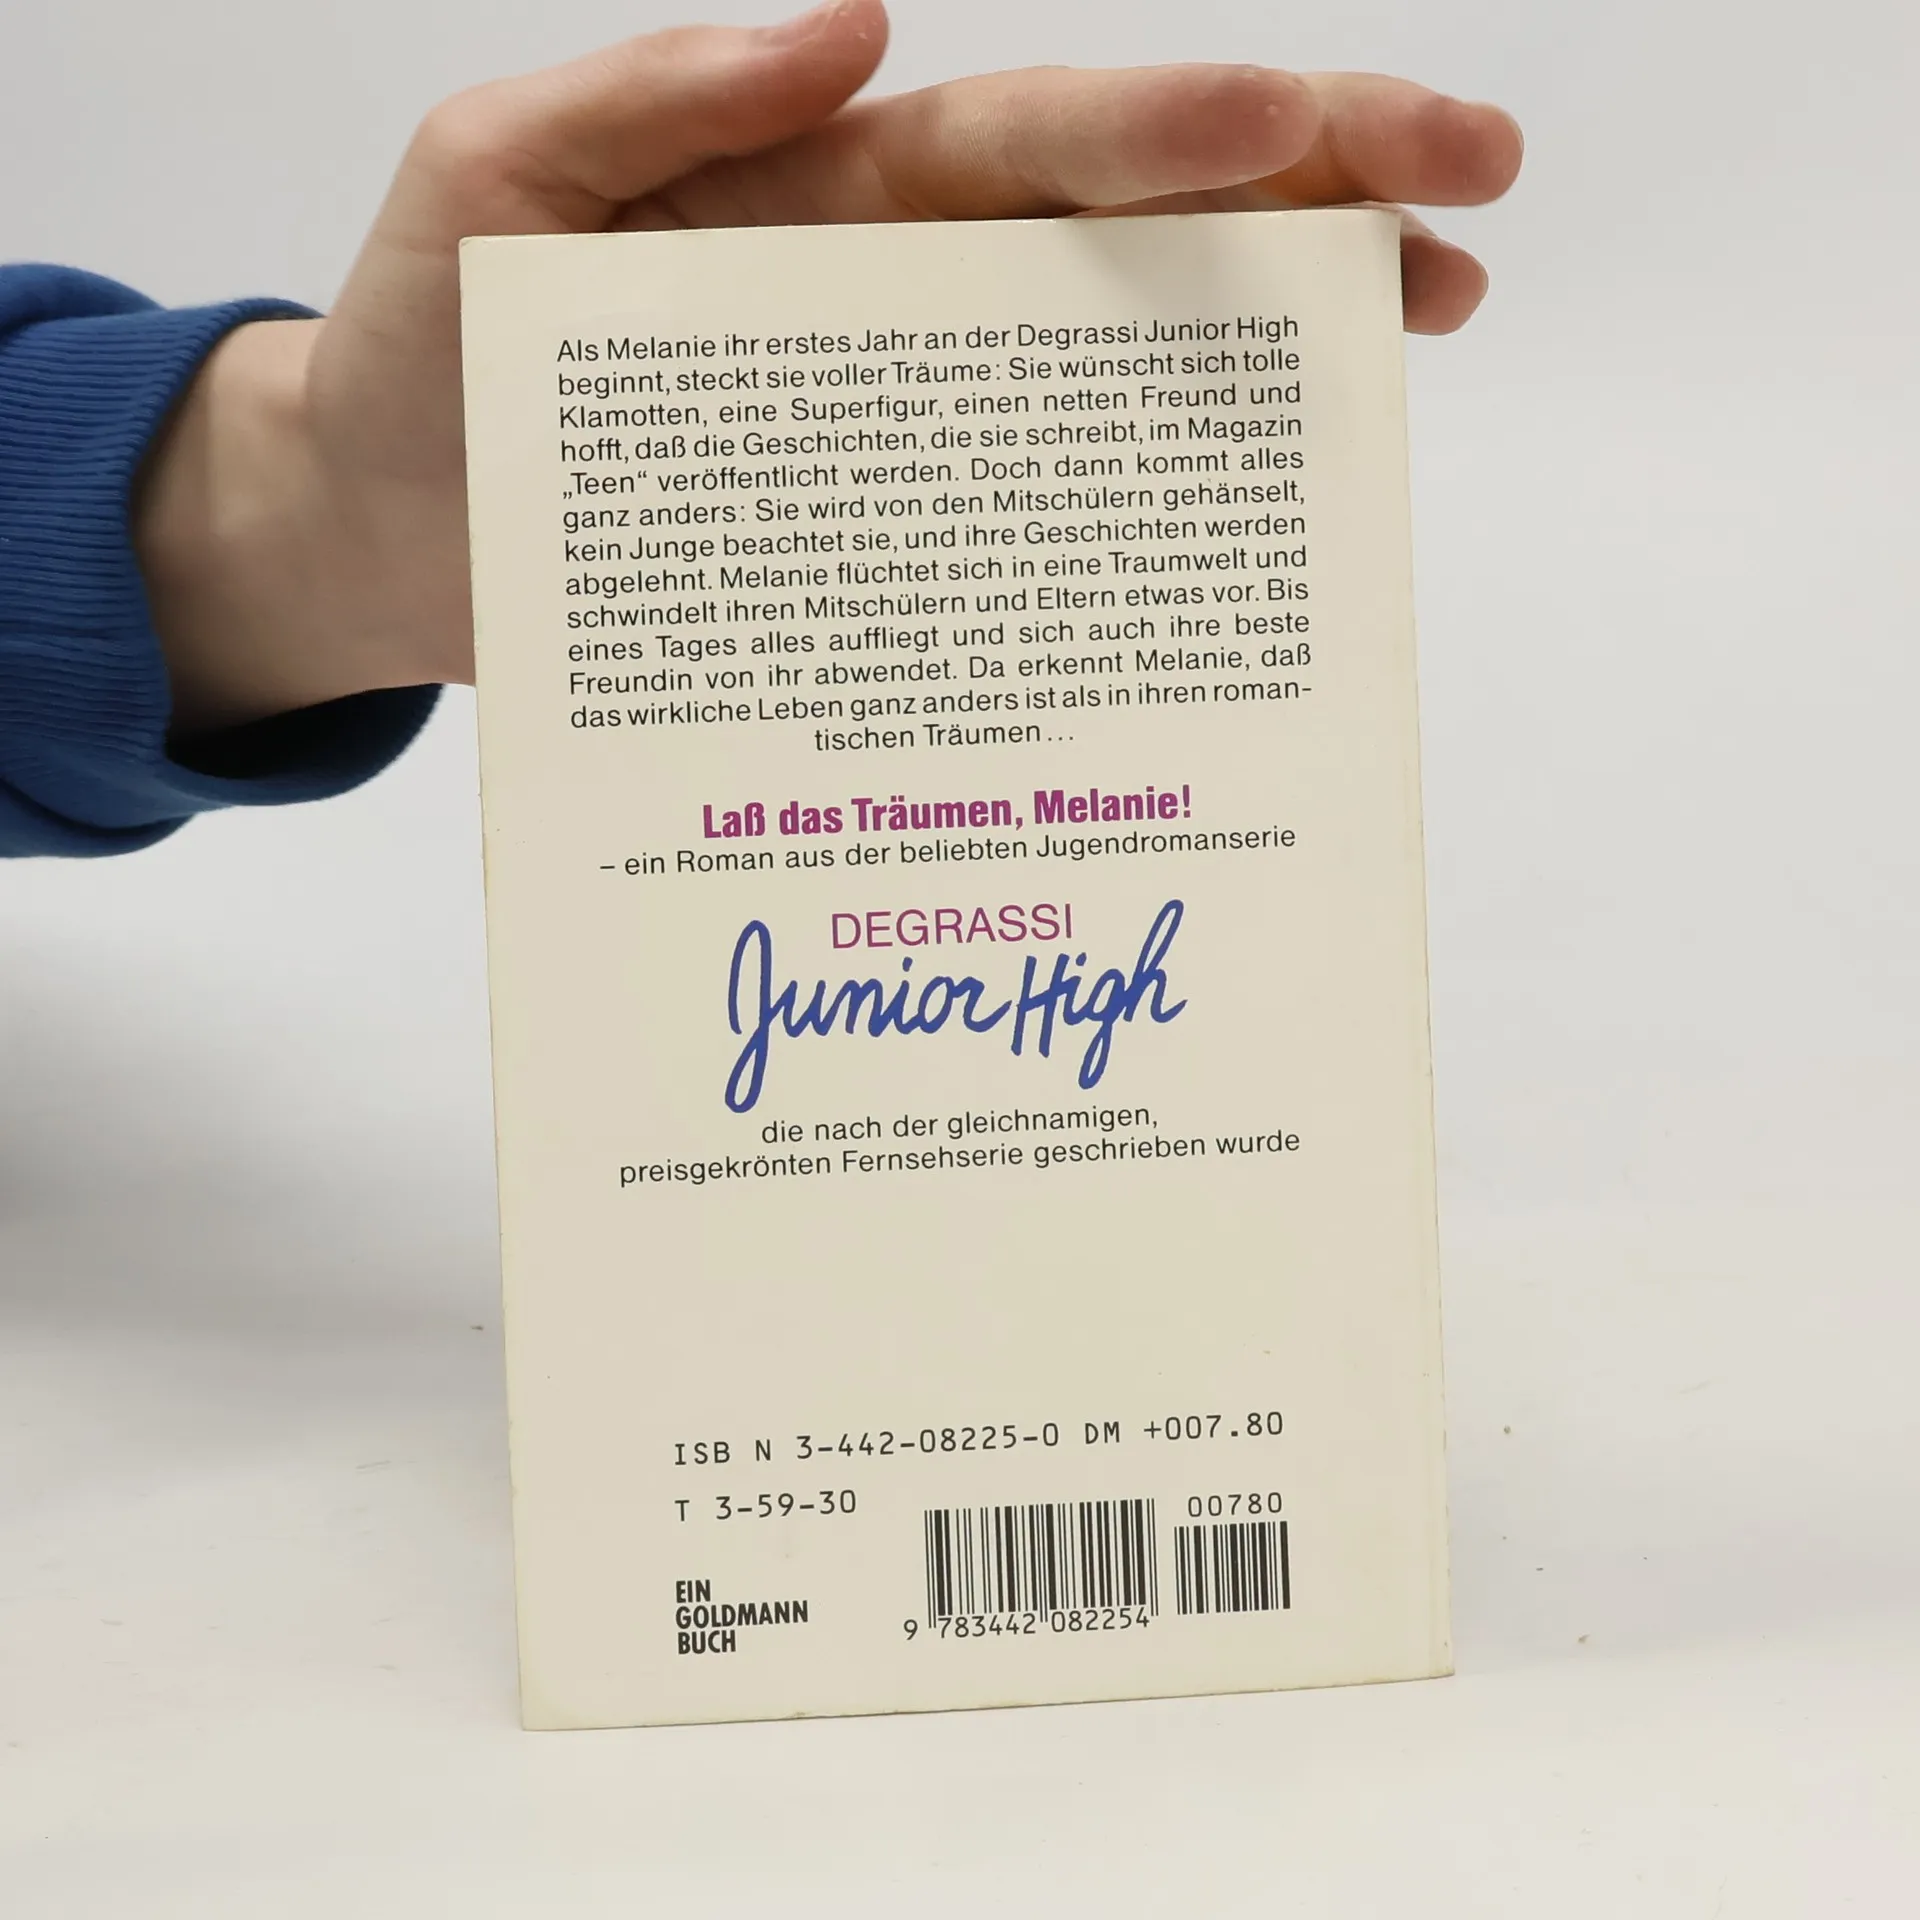 Als Melanie ihr erstes Jahr an der Degrassi Junior High
beginnt, steckt sie voller Träume: Sie wünscht sich tolle
Klamotten, eine Superfigur, einen netten Freund und
hofft, daß die Geschichten, die sie schreibt, im Magazin
„Teen“ veröffentlicht werden. Doch dann kommt alles
ganz anders: Sie wird von den Mitschülern gehänselt,
kein Junge beachtet sie, und ihre Geschichten werden
abgelehnt. Melanie flüchtet sich in eine Traumwelt und
schwindelt ihren Mitschülern und Eltern etwas vor. Bis
eines Tages alles auffliegt und sich auch ihre beste
Freundin von ihr abwendet. Da erkennt Melanie, daß
das wirkliche Leben ganz anders ist als in ihren roman-
tischen Träumen...
Laß das Träumen, Melanie!
– ein Roman aus der beliebten Jugendromanserie
DEGRASSI
Junior High
die nach der gleichnamigen,
preisgekrönten Fernsehserie geschrieben wurde
ISB N 3-442-08225-0 DM +007.80
T 3-59-30
00780
EIN
GOLDMANN
BUCH
9 783442 082254